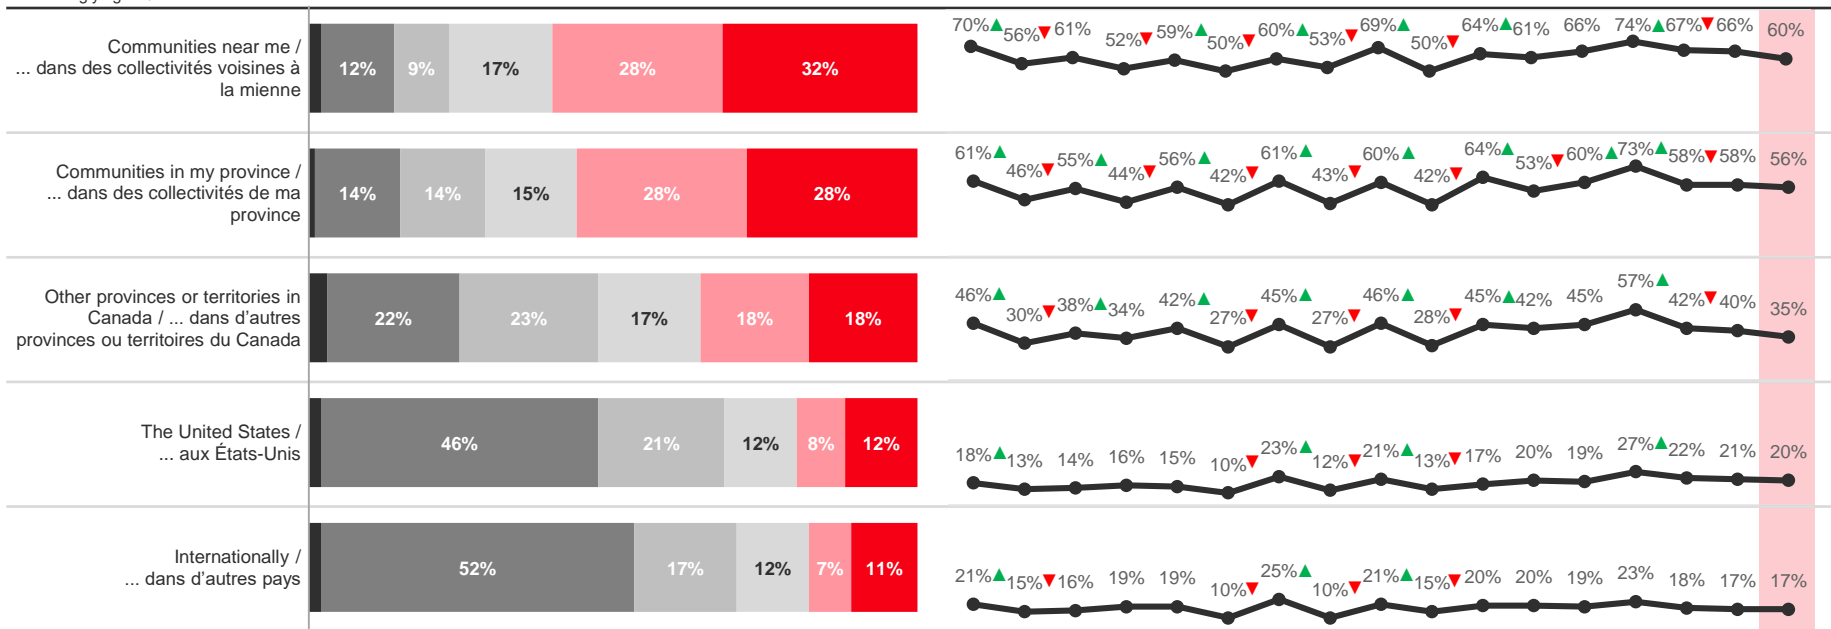 Communities near me /
... dans des collectivités voisines à
la mienne
12% 9% 17% 28% 32%
70%▲ 56%▼ 61% 52%▼ 59%▲ 50%▼ 60%▲ 53%▼ 69%▲ 50%▼ 64%▲ 61% 66% 74%▲ 67%▼ 66% 60%
Communities in my province /
... dans des collectivités de ma
province
14% 14% 15% 28% 28%
61%▲ 46%▼ 55%▲ 44%▼ 56%▲ 42%▼ 61%▲ 43%▼ 60%▲ 42%▼ 64%▲ 53%▼ 60%▲ 73%▲ 58%▼ 58% 56%
Other provinces or territories in
Canada / ... dans d’autres
provinces ou territoires du Canada
22% 23% 17% 18% 18%
46%▲ 30%▼ 38%▲ 34% 42%▲ 27%▼ 45%▲ 27%▼ 46%▲ 28%▼ 45%▲ 42% 45% 57%▲ 42%▼ 40% 35%
The United States /
... aux États-Unis
46% 21% 12% 8% 12%
18%▲ 13% 14% 16% 15% 10%▼ 23%▲ 12%▼ 21%▲ 13%▼ 17% 20% 19% 27%▲ 22% 21% 20%
Internationally /
... dans d’autres pays
52% 17% 12% 7% 11%
21%▲ 15%▼ 16% 19% 19% 10%▼ 25%▲ 10%▼ 21%▲ 15%▼ 20% 20% 19% 23% 18% 17% 17%